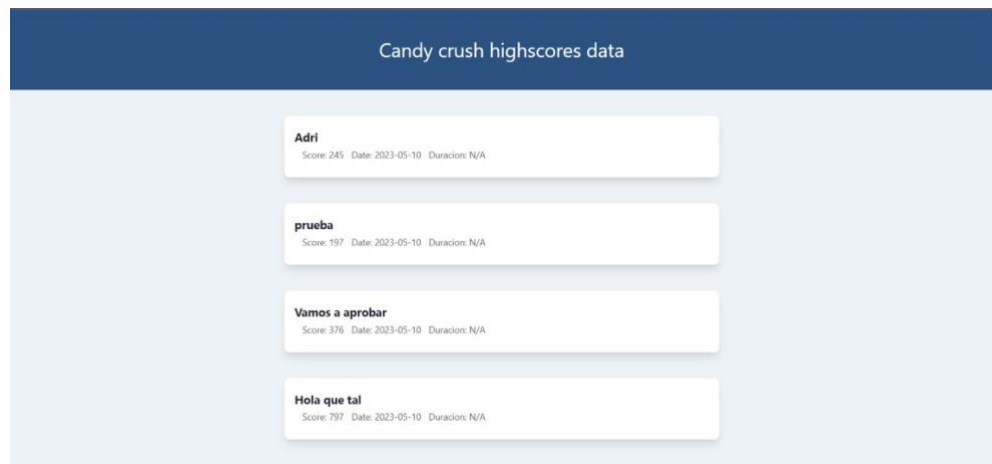 Candy crush highscores data
Adri
Score: 245 Date: 2023-05-10 Duracion: N/A
prueba
Score: 197 Date: 2023-05-10 Duracion: N/A
Vamos a aprobar
Score: 376 Date: 2023-05-10 Duracion: N/A
Hola que tal
Score: 797 Date: 2023-05-10 Duracion: N/A